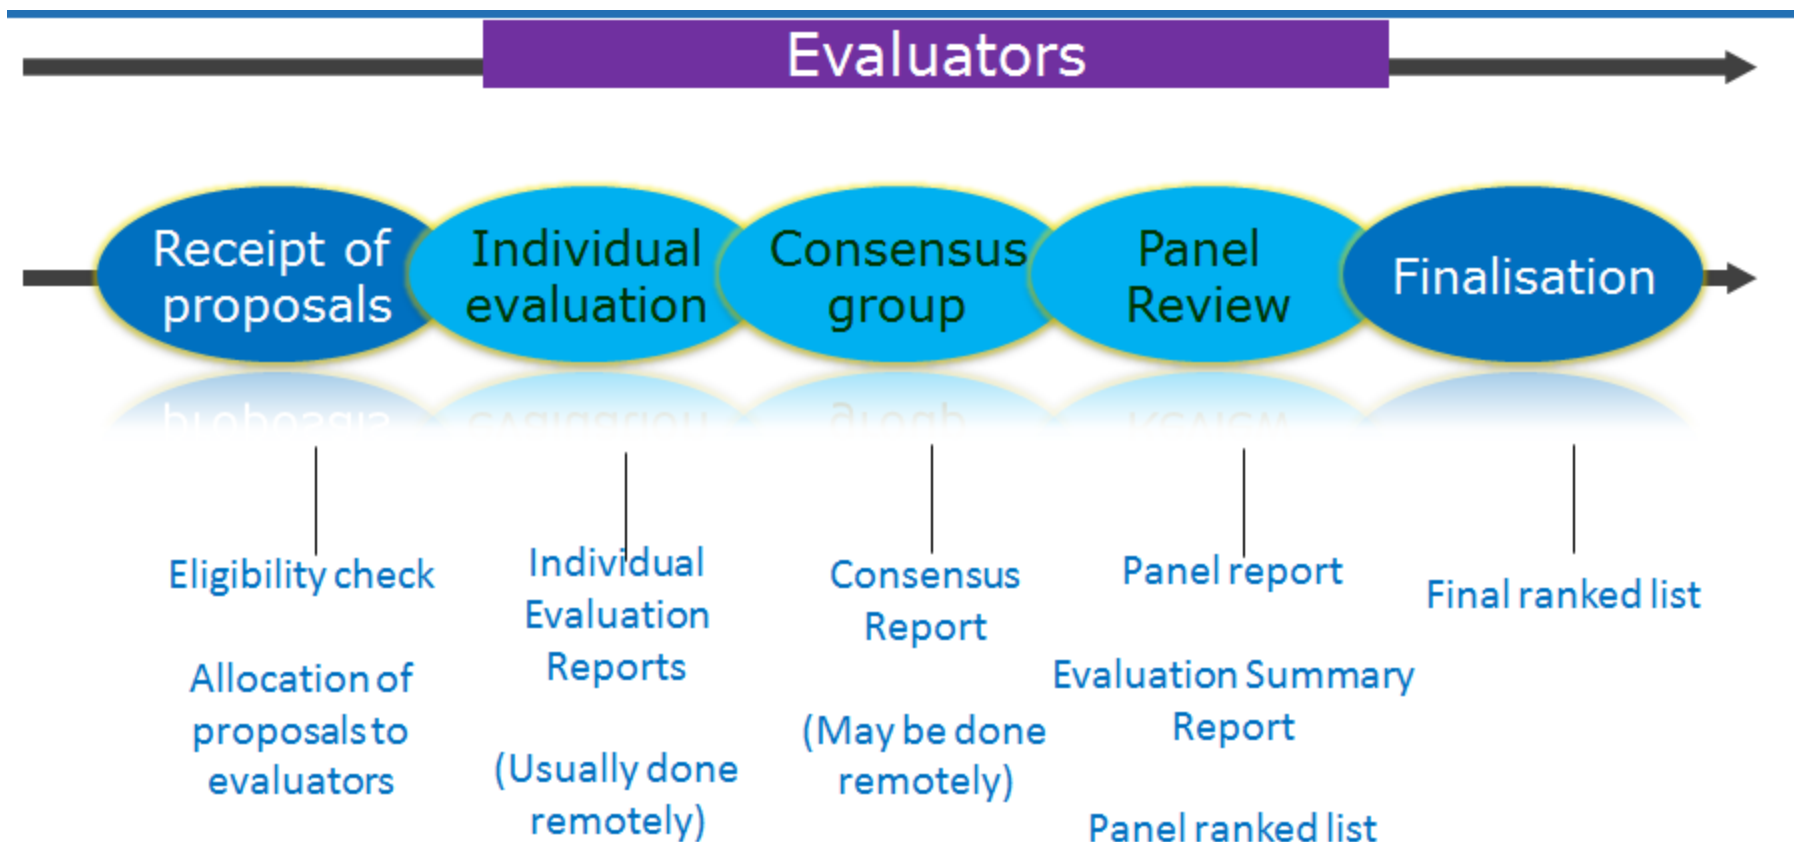 Evaluators
Receipt of
proposals
Individual
evaluation
Consensus
group
Panel
Review
Finalisation
Eligibility check
Allocation of
proposals to
evaluators
Individual
Evaluation
Reports
(Usually done
remotely)
Consensus
Report
(May be done
remotely)
Panel report
Evaluation Summary
Report
Panel ranked list
Final ranked list